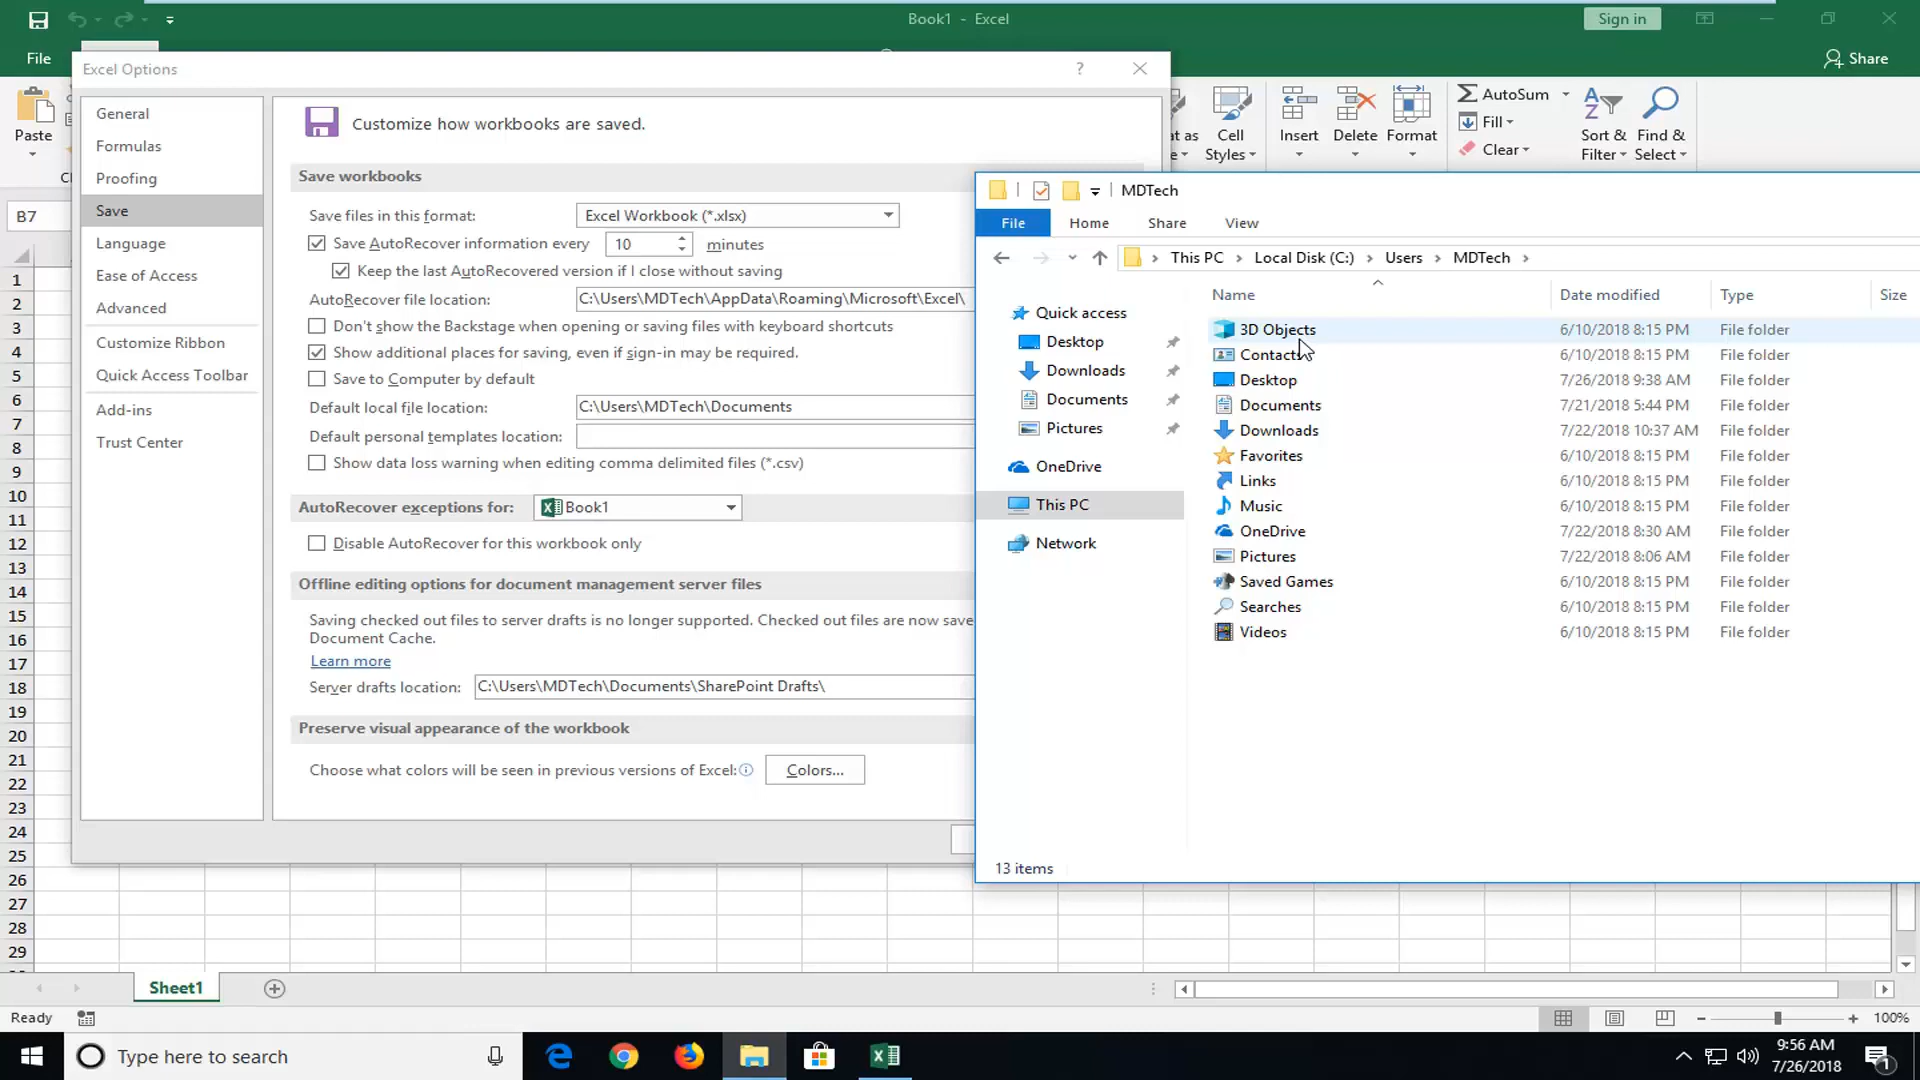 Book1 - Excel
Sign in
File
Share
Excel Options
?
General
Formulas
Proofing
Save
Language
Ease of Access
Advanced
Customize Ribbon
Quick Access Toolbar
Add-ins
Trust Center
Customize how workbooks are saved.
Save workbooks
Save files in this format:
Excel Workbook (*.xlsx)
Save AutoRecover information every
10
minutes
Keep the last AutoRecovered version if I close without saving
AutoRecover file location:
C:\Users\MDTech\AppData\Roaming\Microsoft\Excel\
Don't show the Backstage when opening or saving files with keyboard shortcuts
Show additional places for saving, even if sign-in may be required.
Save to Computer by default
Default local file location:
C:\Users\MDTech\Documents
Default personal templates location:
Show data loss warning when editing comma delimited files (*.csv)
AutoRecover exceptions for:
Book1
Disable AutoRecover for this workbook only
Offline editing options for document management server files
Saving checked out files to server drafts is no longer supported. Checked out files are now save
Document Cache.
Learn more
Server drafts location:
C:\Users\MDTech\Documents\SharePoint Drafts\
Preserve visual appearance of the workbook
Choose what colors will be seen in previous versions of Excel:
Colors...
Paste
Cell
Styles
Insert
Delete
Format
AutoSum
Fill
Clear
Sort &
Filter
Find &
Select
B7
1
2
3
4
5
6
7
8
9
10
11
12
13
14
15
16
17
18
19
20
21
22
23
24
25
26
27
28
29
MDTech
File Home Share View
This PC > Local Disk (C:) > Users > MDTech >
Quick access
Desktop
Downloads
Documents
Pictures
OneDrive
This PC
Network
Name Date modified Type Size
3D Objects 6/10/2018 8:15 PM File folder
Contacts 6/10/2018 8:15 PM File folder
Desktop 7/26/2018 9:38 AM File folder
Documents 7/21/2018 5:44 PM File folder
Downloads 7/22/2018 10:37 AM File folder
Favorites 6/10/2018 8:15 PM File folder
Links 6/10/2018 8:15 PM File folder
Music 6/10/2018 8:15 PM File folder
OneDrive 7/22/2018 8:30 AM File folder
Pictures 7/22/2018 8:06 AM File folder
Saved Games 6/10/2018 8:15 PM File folder
Searches 6/10/2018 8:15 PM File folder
Videos 6/10/2018 8:15 PM File folder
13 items
Sheet1
Ready
100%
Type here to search
9:56 AM
7/26/2018
1